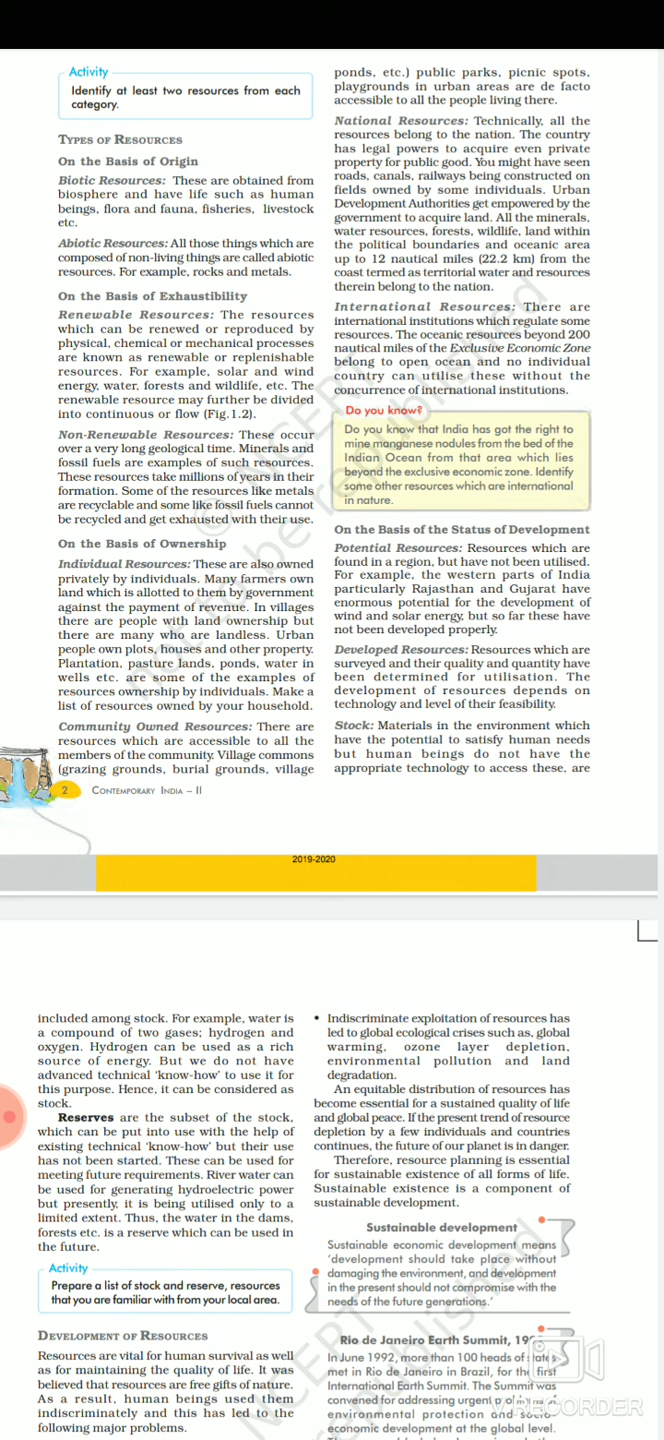 Activity
Identify at least two resources from each
category.
TYPES OF RESOURCES
On the Basis of Origin
Biotic Resources: These are obtained from
biosphere and have life such as human
beings, flora and fauna, fisheries, livestock
etc.
Abiotic Resources: All those things which are
composed of non-living things are called abiotic
resources. For example, rocks and metals.
On the Basis of Exhaustibility
Renewable Resources: The resources
which can be renewed or reproduced by
physical, chemical or mechanical processes
are known as renewable or replenishable
resources. For example, solar and wind
energy, water, forests and wildlife, etc. The
renewable resource may further be divided
into continuous or flow (Fig.1.2).
Non-Renewable Resources: These occur
over a very long geological time. Minerals and
fossil fuels are examples of such resources.
These resources take millions of years in their
formation. Some of the resources like metals
are recyclable and some like fossil fuels cannot
be recycled and get exhausted with their use.
On the Basis of Ownership
Individual Resources: These are also owned
privately by individuals. Many farmers own
land which is allotted to them by government
against the payment of revenue. In villages
there are people with land ownership but
there are many who are landless. Urban
people own plots, houses and other property.
Plantation, pasture lands, ponds, water in
wells etc. are some of the examples of
resources ownership by individuals. Make a
list of resources owned by your household.
Community Owned Resources: There are
resources which are accessible to all the
members of the community. Village commons
(grazing grounds, burial grounds, village
ponds, etc.) public parks, picnic spots,
playgrounds in urban areas are de facto
accessible to all the people living there.
National Resources: Technically, all the
resources belong to the nation. The country
has legal powers to acquire even private
property for public good. You might have seen
roads, canals, railways being constructed on
fields owned by some individuals. Urban
Development Authorities get empowered by the
government to acquire land. All the minerals,
water resources, forests, wildlife, land within
the political boundaries and oceanic area
up to 12 nautical miles (22.2 km) from the
coast termed as territorial water and resources
therein belong to the nation.
International Resources: There are
international institutions which regulate some
resources. The oceanic resources beyond 200
nautical miles of the Exclusive Economic Zone
belong to open ocean and no individual
country can utilise these without the
concurrence of international institutions.
Do you know?
Do you know that India has got the right to
mine manganese nodules from the bed of the
Indian Ocean from that area which lies
beyond the exclusive economic zone. Identify
some other resources which are international
in nature.
On the Basis of the Status of Development
Potential Resources: Resources which are
found in a region, but have not been utilised.
For example, the western parts of India
particularly Rajasthan and Gujarat have
enormous potential for the development of
wind and solar energy, but so far these have
not been developed properly.
Developed Resources: Resources which are
surveyed and their quality and quantity have
been determined for utilisation. The
development of resources depends on
technology and level of their feasibility.
Stock: Materials in the environment which
have the potential to satisfy human needs
but human beings do not have the
appropriate technology to access these, are
2 CONTEMPORARY INDIA – II
2019-2020
included among stock. For example, water is
a compound of two gases; hydrogen and
oxygen. Hydrogen can be used as a rich
source of energy. But we do not have
advanced technical ‘know-how’ to use it for
this purpose. Hence, it can be considered as
stock.
Reserves are the subset of the stock,
which can be put into use with the help of
existing technical ‘know-how’ but their use
has not been started. These can be used for
meeting future requirements. River water can
be used for generating hydroelectric power
but presently, it is being utilised only to a
limited extent. Thus, the water in the dams,
forests etc. is a reserve which can be used in
the future.
Activity
Prepare a list of stock and reserve, resources
that you are familiar with from your local area.
DEVELOPMENT OF RESOURCES
Resources are vital for human survival as well
as for maintaining the quality of life. It was
believed that resources are free gifts of nature.
As a result, human beings used them
indiscriminately and this has led to the
following major problems.
• Indiscriminate exploitation of resources has
led to global ecological crises such as, global
warming, ozone layer depletion,
environmental pollution and land
degradation.
An equitable distribution of resources has
become essential for a sustained quality of life
and global peace. If the present trend of resource
depletion by a few individuals and countries
continues, the future of our planet is in danger.
Therefore, resource planning is essential
for sustainable existence of all forms of life.
Sustainable existence is a component of
sustainable development.
Sustainable development
Sustainable economic development means
‘development should take place without
damaging the environment, and development
in the present should not compromise with the
needs of the future generations.’
Rio de Janeiro Earth Summit,
In June 1992, more than 100 heads of states
met in Rio de Janeiro in Brazil, for the first
International Earth Summit. The Summit was
convened for addressing urgent
environmental protection and socio-
economic development at the global level.
RECORDER
© NCERT
not to be republished